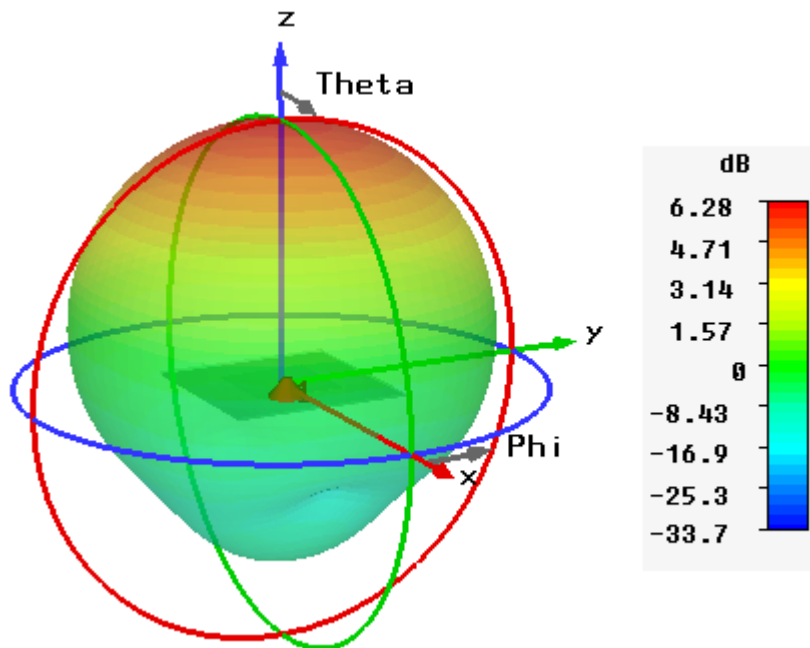 z
Theta
y
Phi
x
dB
6.28
4.71
3.14
1.57
0
-8.43
-16.9
-25.3
-33.7